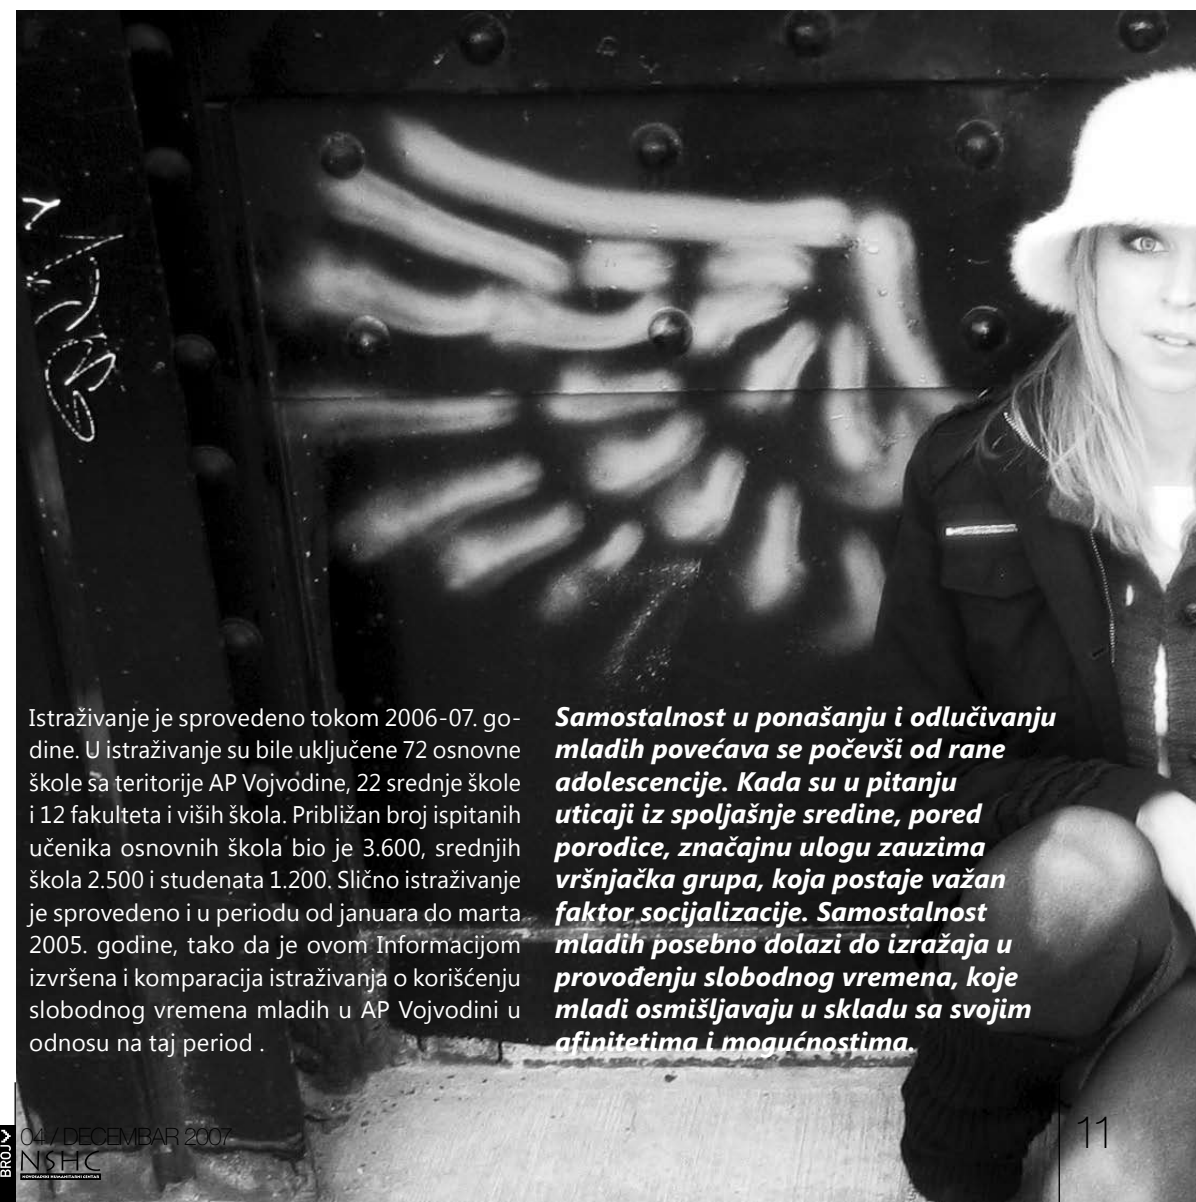 Istraživanje je sprovedeno tokom 2006-07. go-
dine. U istraživanje su bile uključene 72 osnovne
škole sa teritorije AP Vojvodine, 22 srednje škole
i 12 fakulteta i viših škola. Približan broj ispitanih
učenika osnovnih škola bio je 3.600, srednjih
škola 2.500 i studenata 1.200. Slično istraživanje
je sprovedeno i u periodu od januara do marta
2005. godine, tako da je ovom Informacijom
izvršena i komparacija istraživanja o korišćenju
slobodnog vremena mladih u AP Vojvodini u
odnosu na taj period .
Samostalnost u ponašanju i odlučivanju
mladih povećava se počevši od rane
adolescencije. Kada su u pitanju
uticaji iz spoljašnje sredine, pored
porodice, značajnu ulogu zauzima
vršnjačka grupa, koja postaje važan
faktor socijalizacije. Samostalnost
mladih posebno dolazi do izražaja u
provođenju slobodnog vremena, koje
mladi osmišljavaju u skladu sa svojim
afinitetima i mogućnostima.
BROJ
04 / DECEMBAR 2007
NSHC
NOVOSADSKI HUMANITARNI CENTAR
11